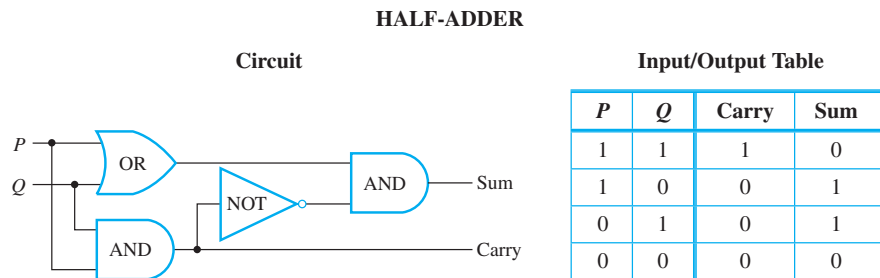 HALF-ADDER
Circuit
P
Q
OR
AND
NOT
AND
Sum
Carry
Input/Output Table
P Q Carry Sum
1 1 1 0
1 0 0 1
0 1 0 1
0 0 0 0